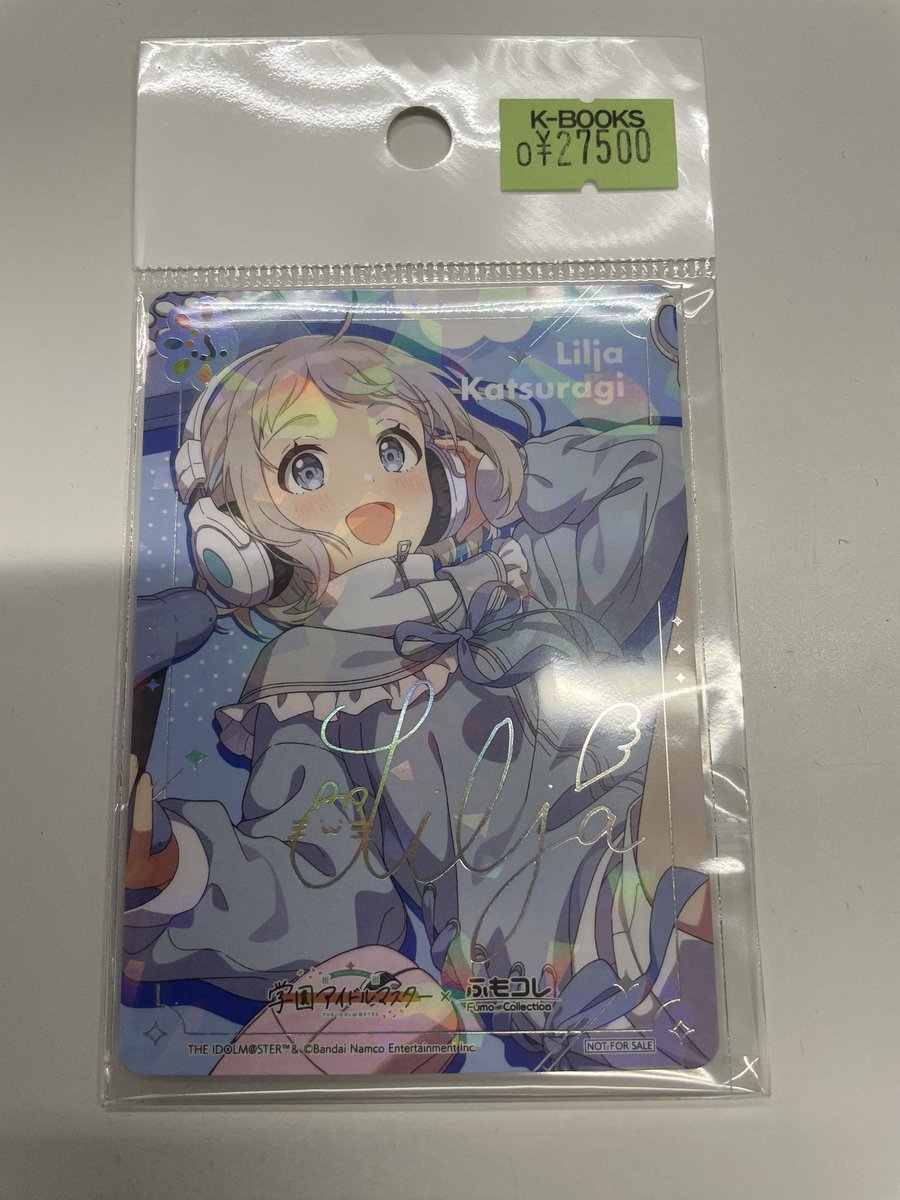 K-BOOKS
O¥27500
Lilja
Katsuragi
Lilja
学園アイドルマスター × ふもコレ
THE IDOLM@STER
Fumo Collection
THE IDOLM@STER™& ©Bandai Namco Entertainment Inc.
NOT FOR SALE